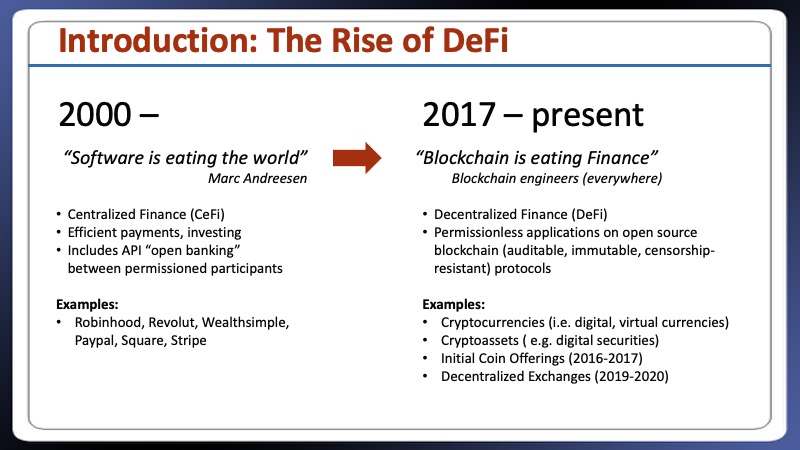 Introduction: The Rise of DeFi
2000 –
“Software is eating the world”
Marc Andreesen
• Centralized Finance (CeFi)
• Efficient payments, investing
• Includes API “open banking”
between permissioned participants
Examples:
• Robinhood, Revolut, Wealthsimple,
Paypal, Square, Stripe
2017 – present
“Blockchain is eating Finance”
Blockchain engineers (everywhere)
• Decentralized Finance (DeFi)
• Permissionless applications on open source
blockchain (auditable, immutable, censorship-
resistant) protocols
Examples:
• Cryptocurrencies (i.e. digital, virtual currencies)
• Cryptoassets ( e.g. digital securities)
• Initial Coin Offerings (2016-2017)
• Decentralized Exchanges (2019-2020)